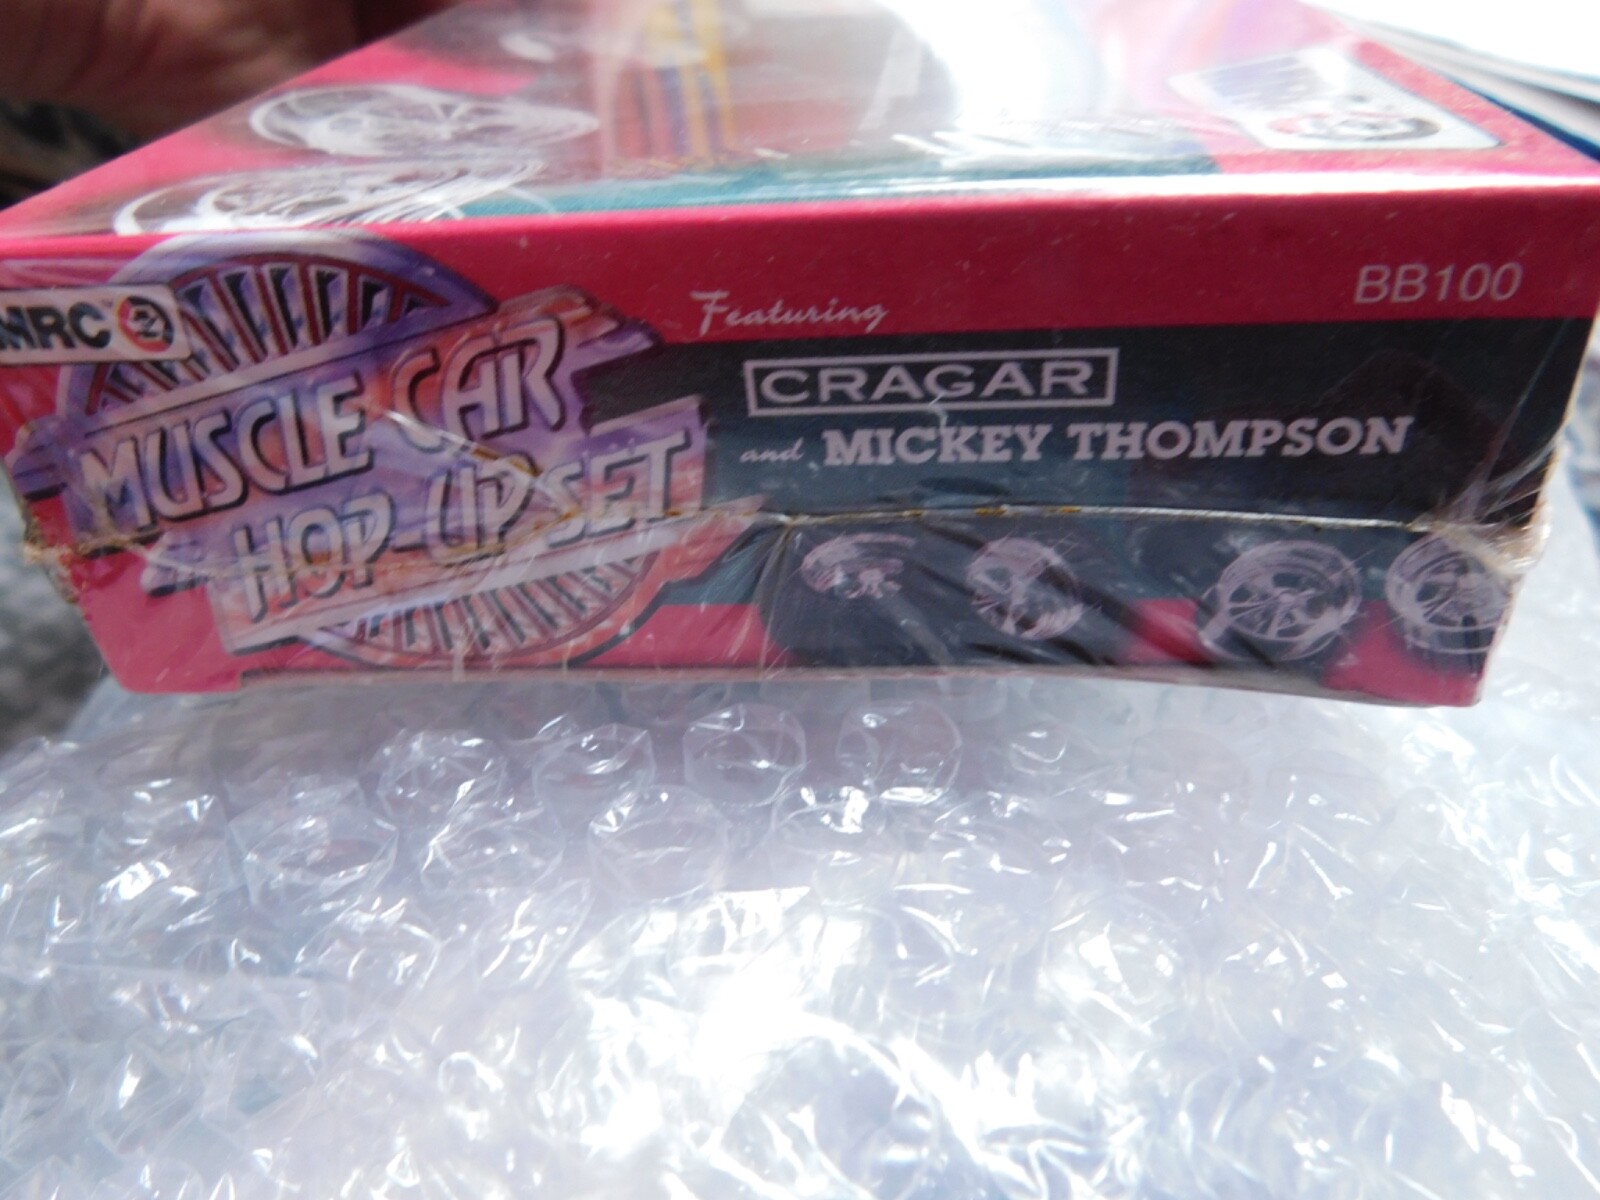 MRC
MUSCLE CAR
HOP-UP SET
Featuring
CRAGAR
and MICKEY THOMPSON
BB100